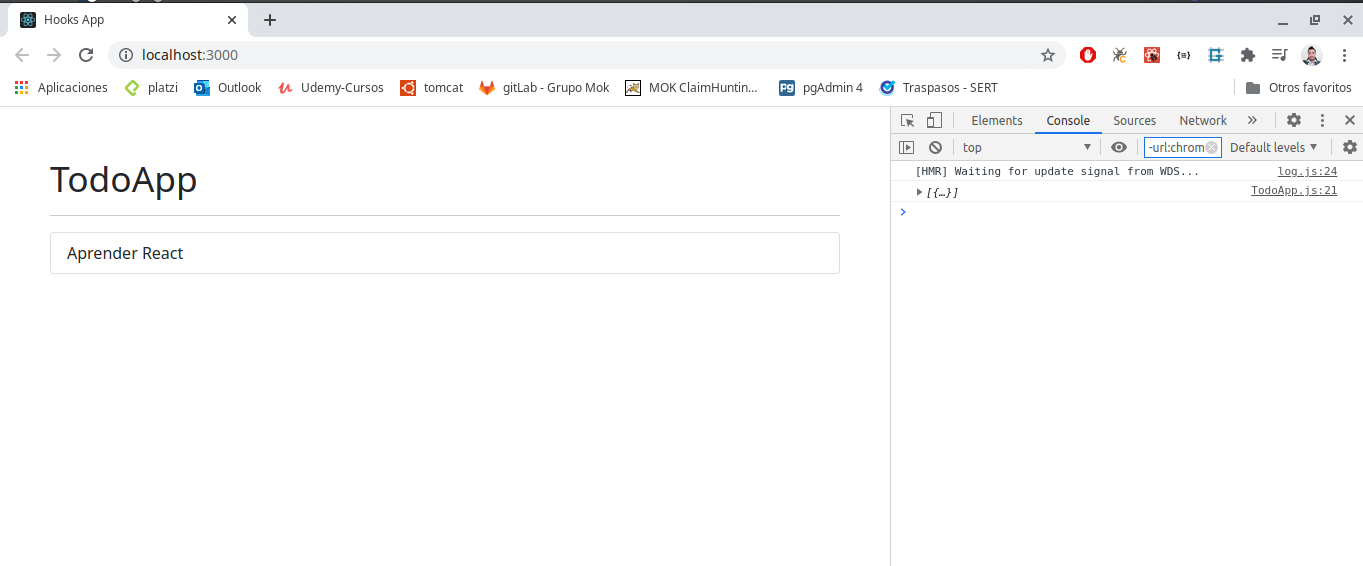 Hooks App
localhost:3000
Aplicaciones platzi Outlook Udemy-Cursos tomcat gitLab - Grupo Mok MOK ClaimHuntin... pgAdmin 4 Traspasos - SERT Otros favoritos
Elements Console Sources Network
top -url:chrom Default levels
[HMR] Waiting for update signal from WDS... log.js:24
[{…}] TodoApp.js:21
TodoApp
Aprender React